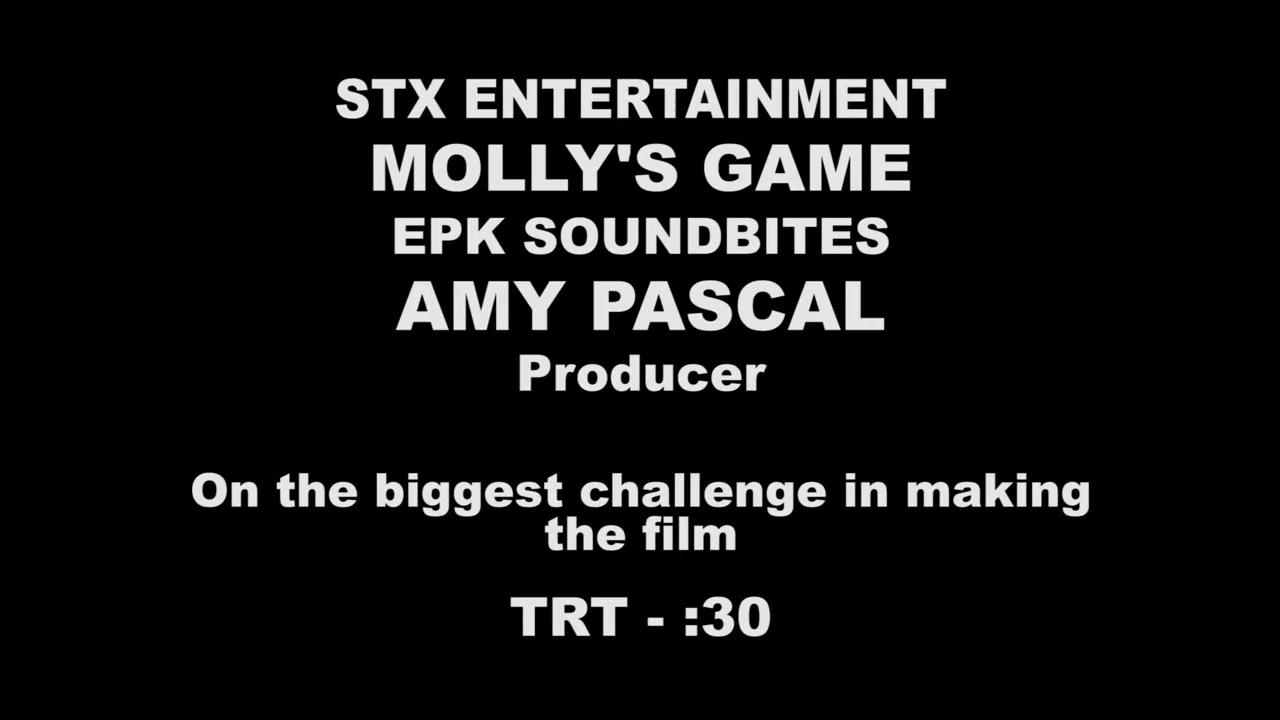 STX ENTERTAINMENT
MOLLY'S GAME
EPK SOUNDBITES
AMY PASCAL
Producer
On the biggest challenge in making
the film
TRT - :30